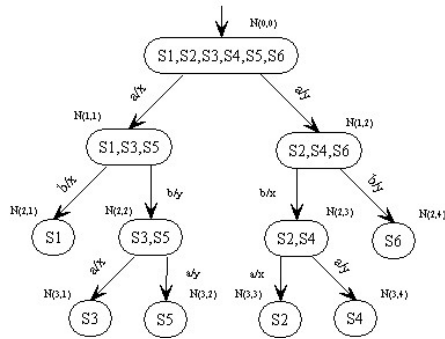 N(0,0)
S1,S2,S3,S4,S5,S6
a/x
a/y
N(1,1)
N(1,2)
S1,S3,S5
S2,S4,S6
b/x
b/y
b/x
b/y
N(2,1)
N(2,2)
N(2,3)
N(2,4)
S1
S3,S5
S2,S4
S6
a/x
a/y
a/x
a/y
N(3,1)
N(3,2)
N(3,3)
N(3,4)
S3
S5
S2
S4